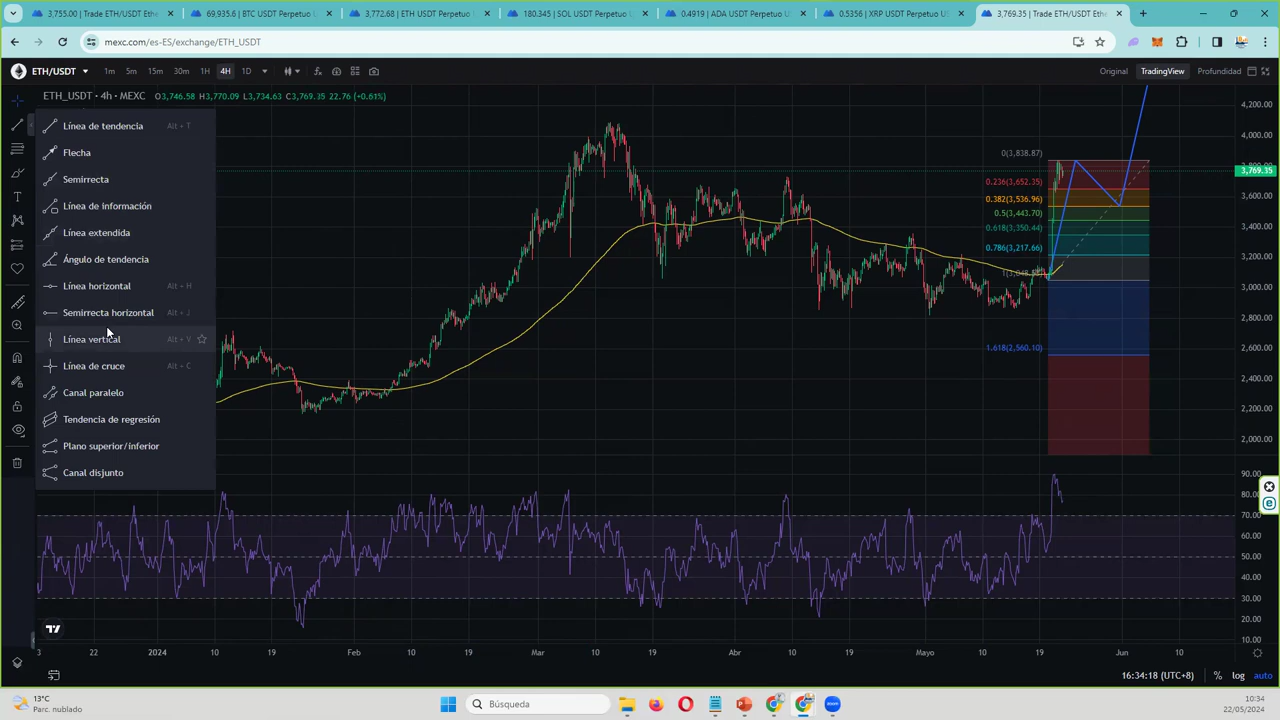 3,755.00 | Trade ETH/USDT Ethe
69,935.6 | BTC USDT Perpetuo
3,772.68 | ETH USDT Perpetuo U
180.345 | SOL USDT Perpetuo U
0.4919 | ADA USDT Perpetuo U
0.5356 | XRP USDT Perpetuo US
3,769.35 | Trade ETH/USDT Ethe
mexc.com/es-ES/exchange/ETH_USDT
ETH/USDT
1m 5m 15m 30m 1H 4H 1D
Original TradingView Profundidad
ETH_USDT · 4h · MEXC O3,746.58 H3,770.09 L3,734.63 C3,769.35 22.76 (+0.61%)
Línea de tendencia Alt + T
Flecha
Semirrecta
Línea de información
Línea extendida
Ángulo de tendencia
Línea horizontal Alt + H
Semirrecta horizontal Alt + J
Línea vertical Alt + V
Línea de cruce Alt + C
Canal paralelo
Tendencia de regresión
Plano superior/inferior
Canal disjunto
0(3,838.87)
0.236(3,652.35)
0.382(3,536.96)
0.5(3,443.70)
0.618(3,350.44)
0.786(3,217.66)
1.618(2,560.10)
4,200.00
4,000.00
3,769.35
3,600.00
3,400.00
3,200.00
3,000.00
2,800.00
2,600.00
2,400.00
2,200.00
2,000.00
90.00
80.00
70.00
60.00
50.00
40.00
30.00
20.00
10.00
3 22 2024 10 19 Feb 10 19 Mar 10 19 Abr 10 19 Mayo 10 19 Jun 10
16:34:18 (UTC+8) % log auto
13°C
Parc. nublado
Búsqueda
zoom
10:34
22/05/2024